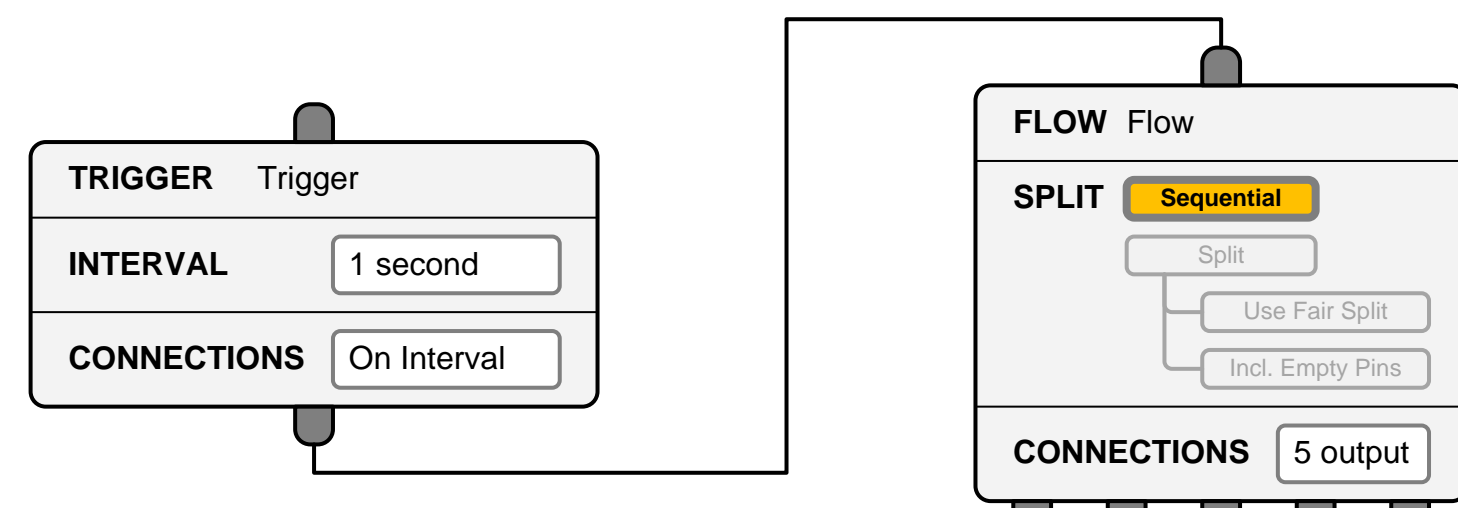 TRIGGER Trigger
INTERVAL 1 second
CONNECTIONS On Interval
FLOW Flow
SPLIT Sequential
Split
Use Fair Split
Incl. Empty Pins
CONNECTIONS 5 output